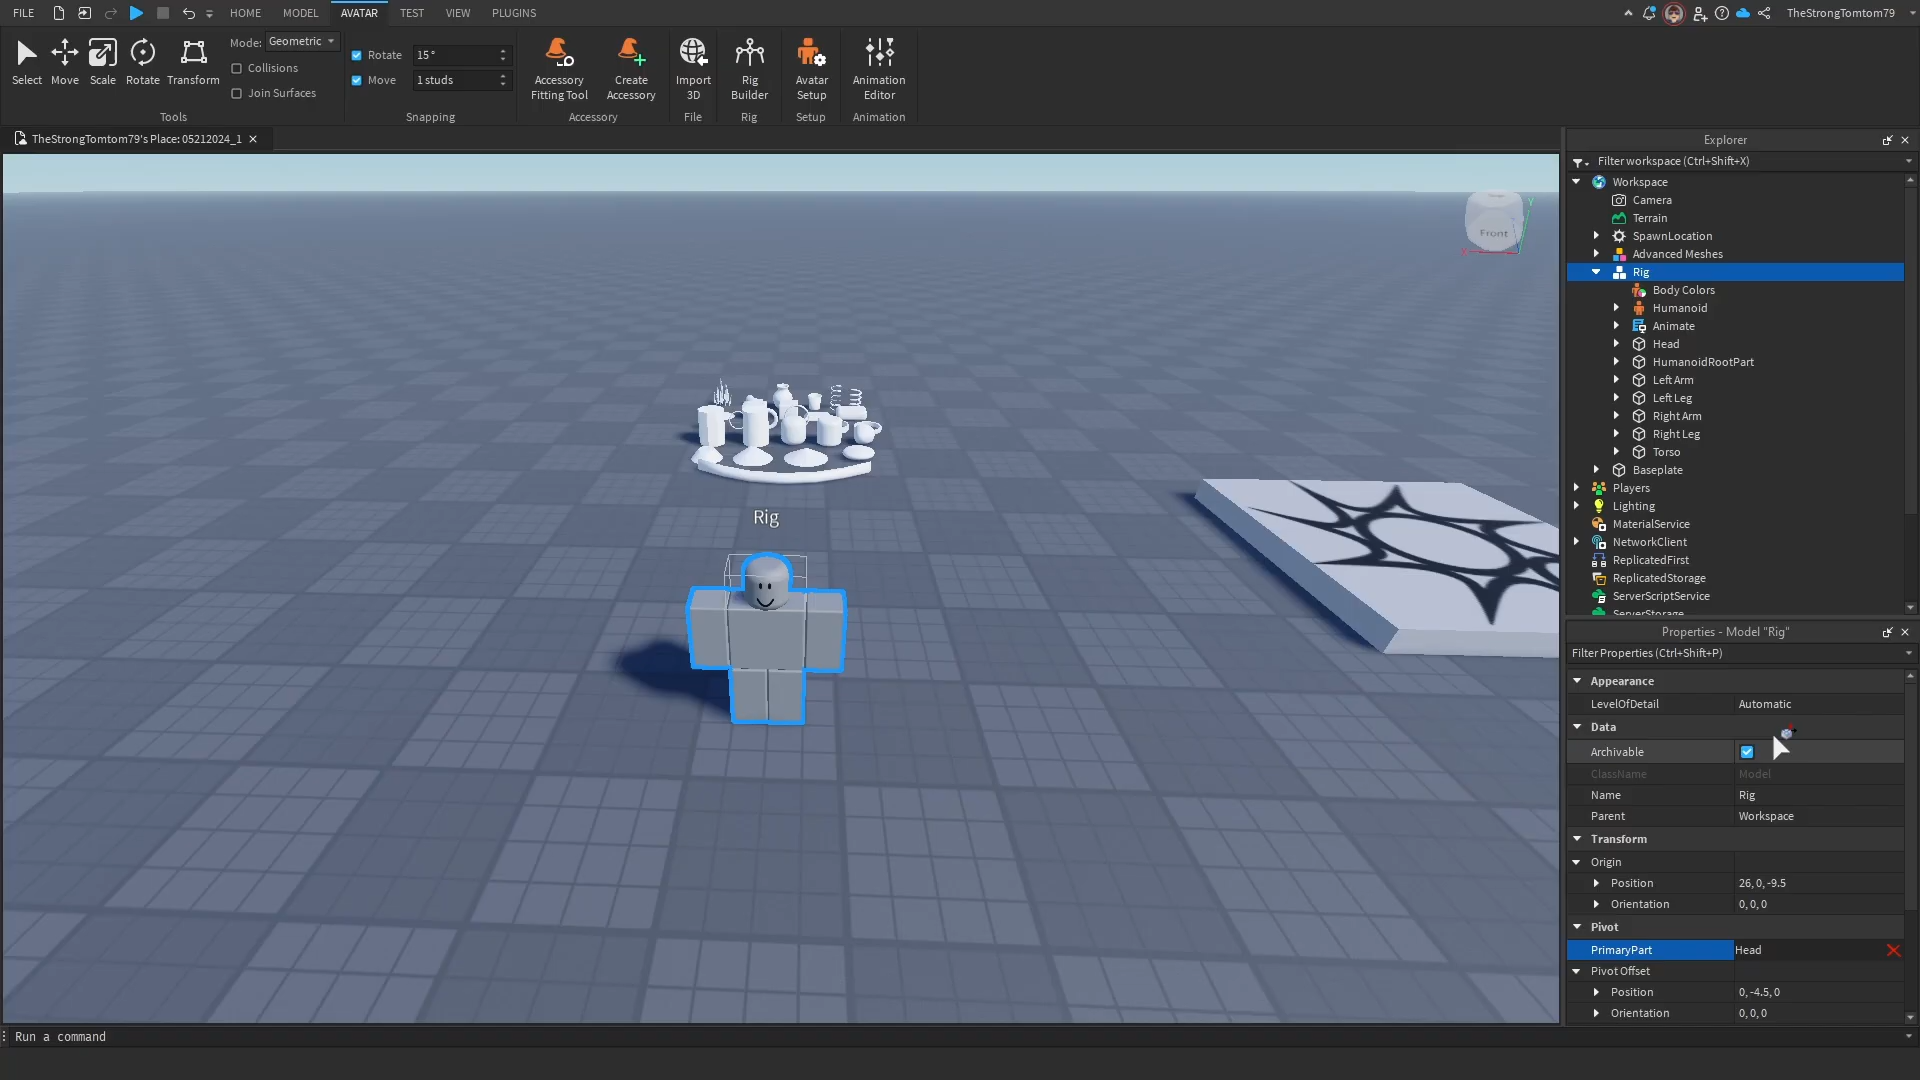 FILE HOME MODEL AVATAR TEST VIEW PLUGINS TheStrongTomtom79
Select Move Scale Rotate Transform
Mode: Geometric
Collisions
Join Surfaces
Tools
Rotate 15°
Move 1 studs
Snapping
Accessory Fitting Tool
Create Accessory
Accessory
Import 3D
File
Rig Builder
Rig
Avatar Setup
Setup
Animation Editor
Animation
TheStrongTomtom79's Place: 05212024_1
Front
X
Y
Rig
Explorer
Filter workspace (Ctrl+Shift+X)
Workspace
Camera
Terrain
SpawnLocation
Advanced Meshes
Rig
Body Colors
Humanoid
Animate
Head
HumanoidRootPart
Left Arm
Left Leg
Right Arm
Right Leg
Torso
Baseplate
Players
Lighting
MaterialService
NetworkClient
ReplicatedFirst
ReplicatedStorage
ServerScriptService
ServerStorage
Properties - Model "Rig"
Filter Properties (Ctrl+Shift+P)
Appearance
LevelOfDetail Automatic
Data
Archivable
ClassName Model
Name Rig
Parent Workspace
Transform
Origin
Position 26, 0, -9.5
Orientation 0, 0, 0
Pivot
PrimaryPart Head
Pivot Offset
Position 0, -4.5, 0
Orientation 0, 0, 0
Run a command